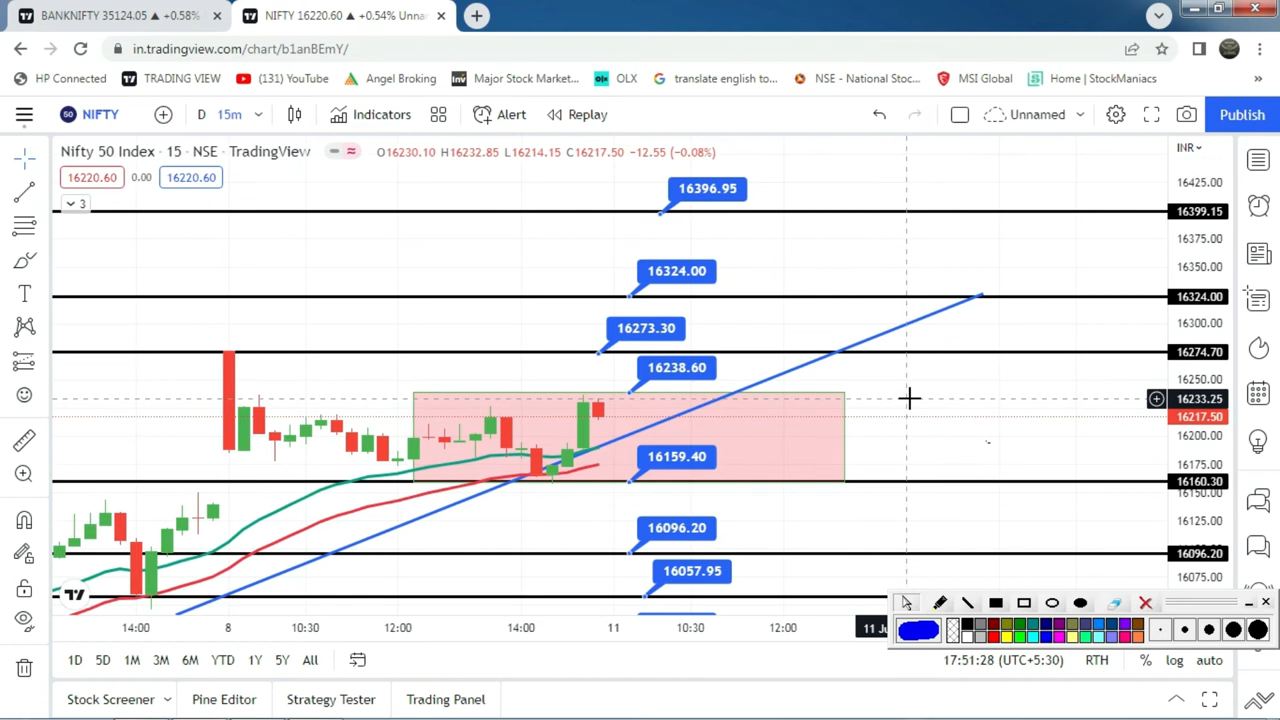 BANKNIFTY 35124.05 ▲ +0.58%
NIFTY 16220.60 ▲ +0.54% Unnar
in.tradingview.com/chart/b1anBEmY/
HP Connected TRADING VIEW (131) YouTube Angel Broking Major Stock Market... OLX translate english to... NSE - National Stoc... MSI Global Home | StockManiacs »
50 NIFTY D 15m Indicators Alert Replay Unnamed Publish
Nifty 50 Index · 15 · NSE · TradingView O16230.10 H16232.85 L16214.15 C16217.50 −12.55 (−0.08%) INR
16220.60 0.00 16220.60
3
16425.00
16396.95
16399.15
16375.00
16350.00
16324.00
16324.00
16300.00
16273.30
16274.70
16238.60
16250.00
16233.25
16217.50
16200.00
16159.40
16175.00
16160.30
16150.00
16125.00
16096.20
16096.20
16075.00
16057.95
14:00 8 10:30 12:00 14:00 11 10:30 12:00 11 Ju
1D 5D 1M 3M 6M YTD 1Y 5Y All 17:51:28 (UTC+5:30) RTH % log auto
Stock Screener Pine Editor Strategy Tester Trading Panel